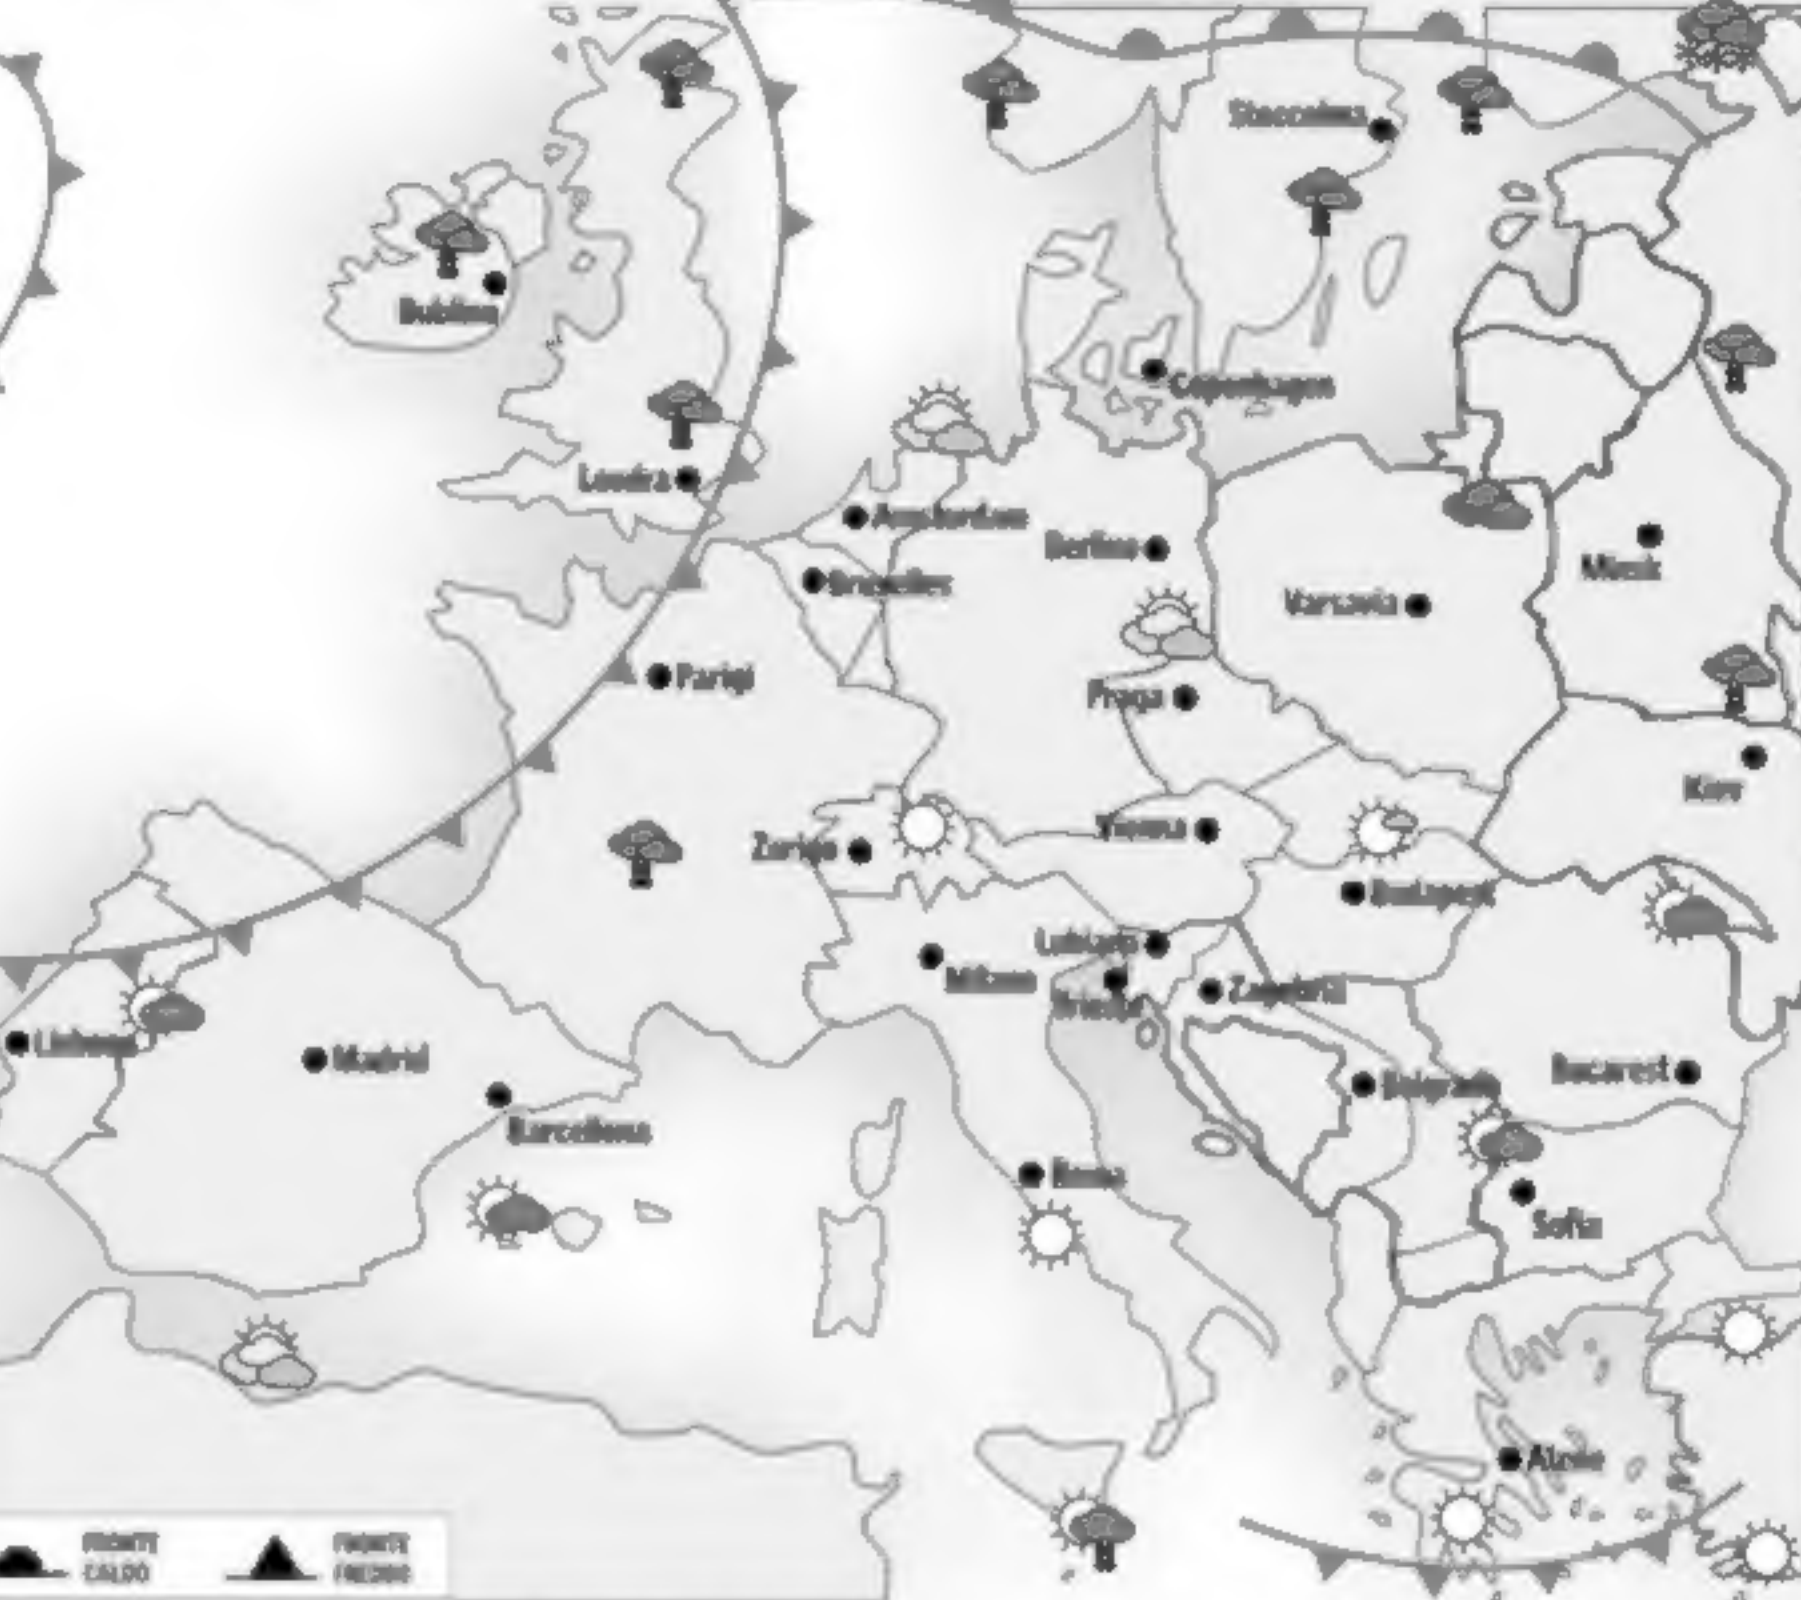 Stoccolma
Dublino
Copenhagen
Londra
Amsterdam
Berlino
Minsk
Bruxelles
Varsavia
Parigi
Praga
Kiev
Vienna
Zurigo
Budapest
Lubiana
Milano
Zagabria
Trieste
Lisbona
Madrid
Bucarest
Belgrado
Barcellona
Roma
Sofia
Atene
FRONTE
CALDO
FRONTE
FREDDO